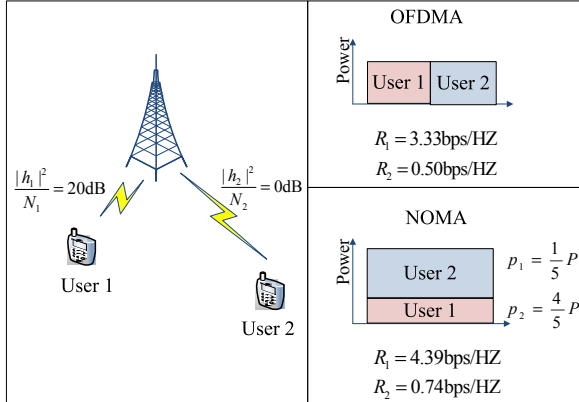 |h₁|²/N₁ = 20dB
|h₂|²/N₂ = 0dB
User 1
User 2
OFDMA
Power
User 1 User 2
R₁ = 3.33bps/HZ
R₂ = 0.50bps/HZ
NOMA
Power
User 2
User 1
p₁ = 1/5 P
p₂ = 4/5 P
R₁ = 4.39bps/HZ
R₂ = 0.74bps/HZ